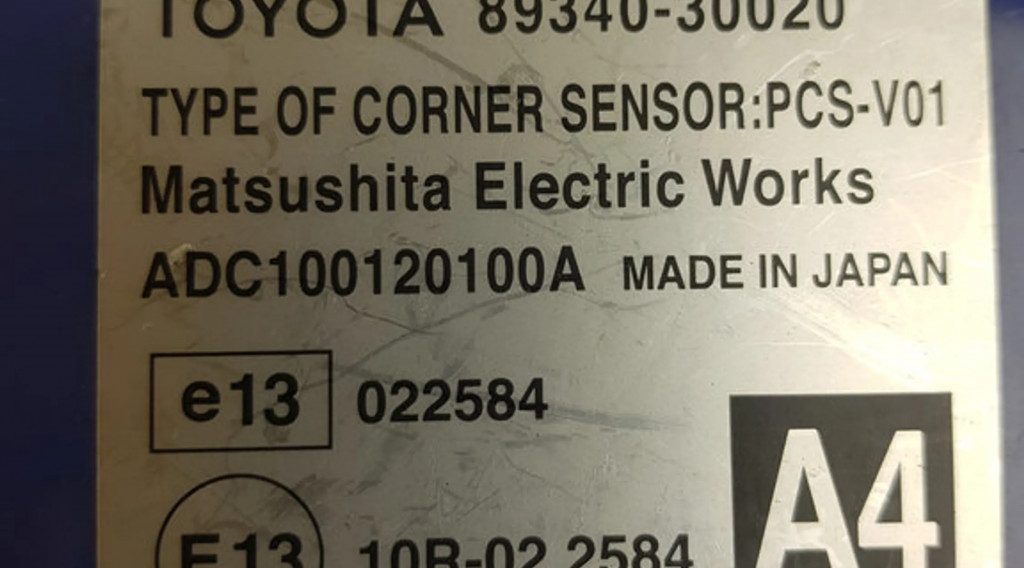 TOYOTA 89340-30020
TYPE OF CORNER SENSOR:PCS-V01
Matsushita Electric Works
ADC100120100A MADE IN JAPAN
e13 022584
A4
E13 10R-02 2584